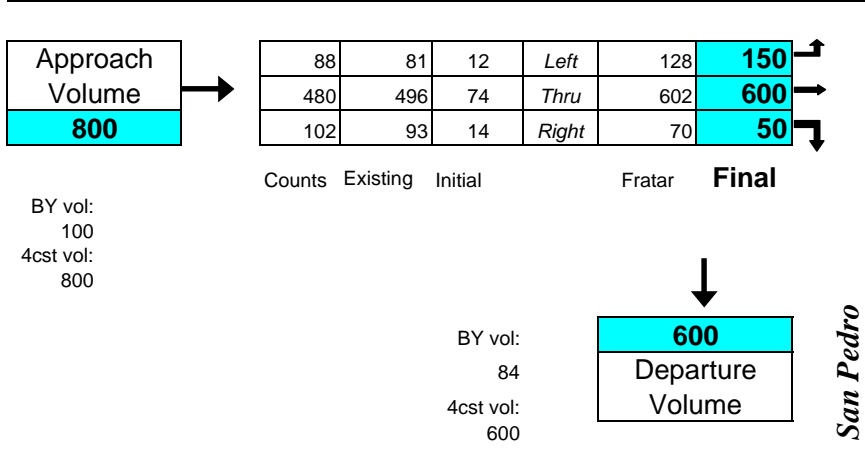 Approach
Volume
800
88 81 12 Left 128 150
480 496 74 Thru 602 600
102 93 14 Right 70 50
Counts Existing Initial Fratar Final
BY vol:
100
4cst vol:
800
BY vol:
84
4cst vol:
600
600
Departure
Volume
San Pedro